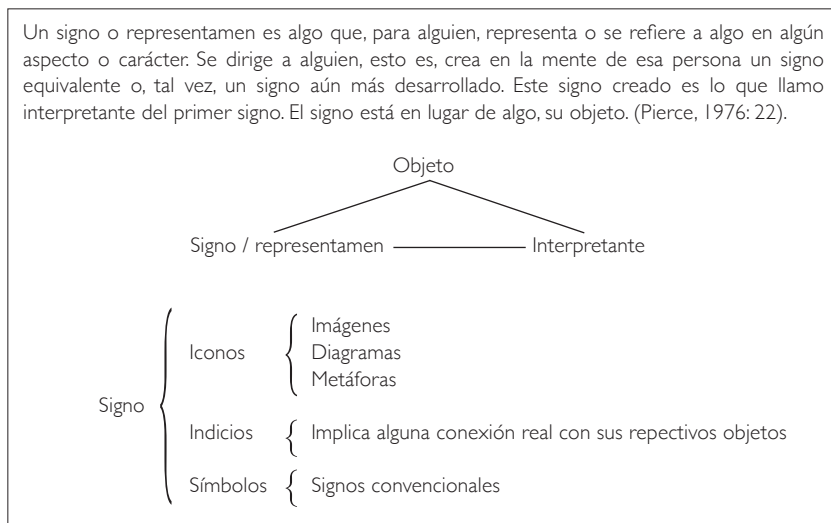 Un signo o representamen es algo que, para alguien, representa o se refiere a algo en algún
aspecto o carácter. Se dirige a alguien, esto es, crea en la mente de esa persona un signo
equivalente o, tal vez, un signo aún más desarrollado. Este signo creado es lo que llamo
interpretante del primer signo. El signo está en lugar de algo, su objeto. (Pierce, 1976: 22).
Objeto
Signo / representamen
Interpretante
Signo
Iconos
Imágenes
Diagramas
Metáforas
Indicios
Implica alguna conexión real con sus repectivos objetos
Símbolos
Signos convencionales